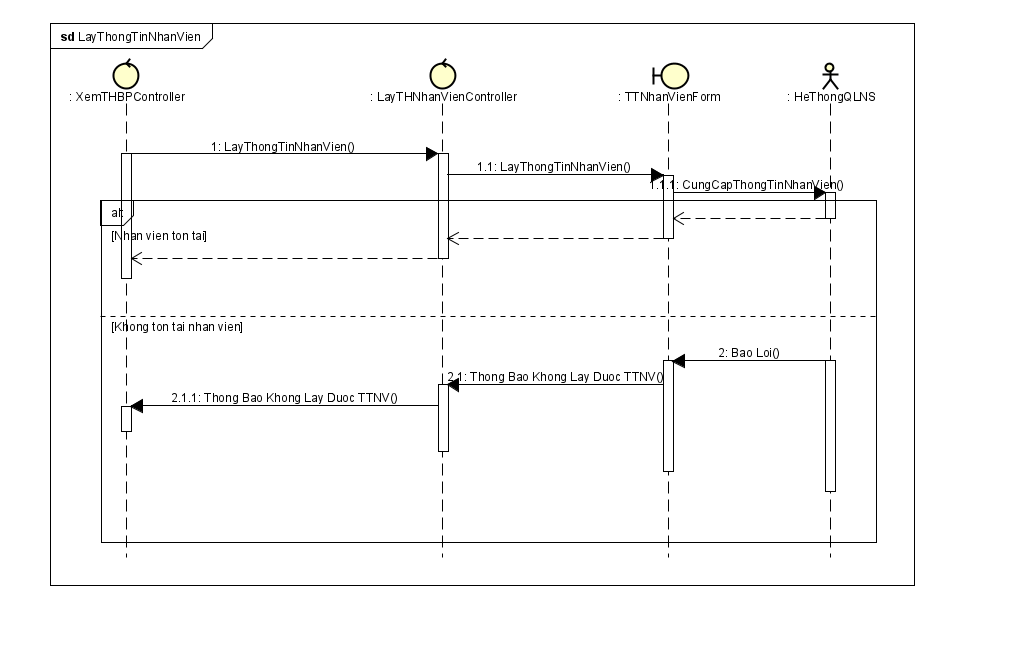 sd LayThongTinNhanVien
: XemTHBPController
: LayTHNhanVienController
: TTNhanVienForm
: HeThongQLNS
1: LayThongTinNhanVien()
1.1: LayThongTinNhanVien()
1.1.1: CungCapThongTinNhanVien()
alt
[Nhan vien ton tai]
[Khong ton tai nhan vien]
2: Bao Loi()
2.1: Thong Bao Khong Lay Duoc TTNV()
2.1.1: Thong Bao Khong Lay Duoc TTNV()